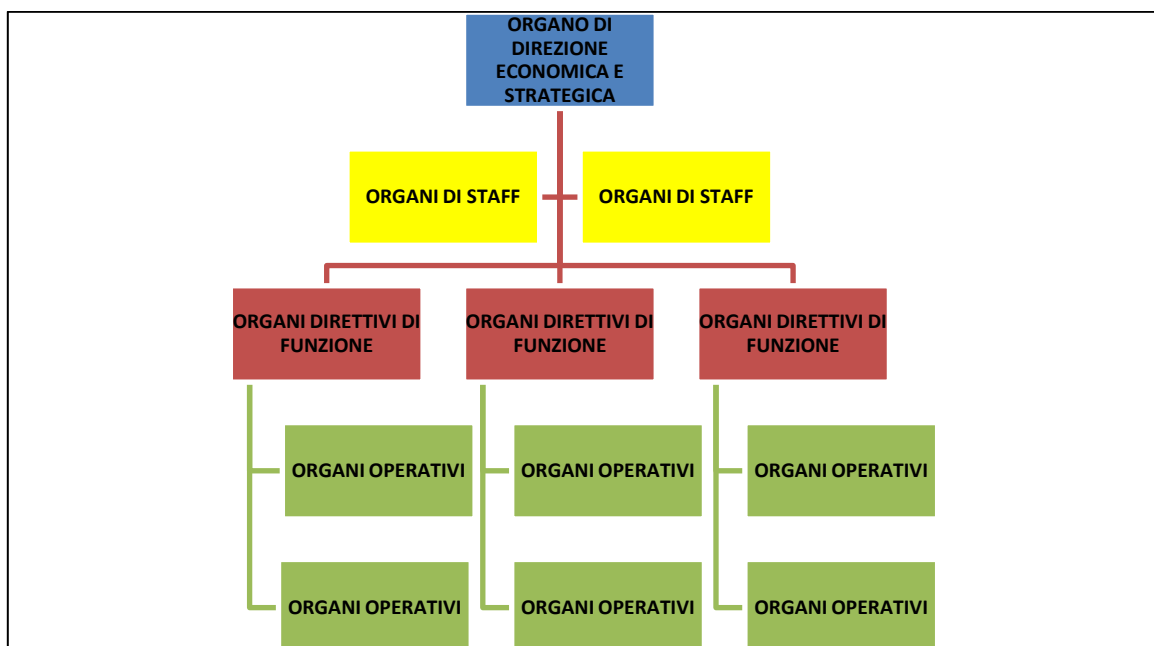 ORGANO DI
DIREZIONE
ECONOMICA E
STRATEGICA
ORGANI DI STAFF
ORGANI DI STAFF
ORGANI DIRETTIVI DI
FUNZIONE
ORGANI DIRETTIVI DI
FUNZIONE
ORGANI DIRETTIVI DI
FUNZIONE
ORGANI OPERATIVI
ORGANI OPERATIVI
ORGANI OPERATIVI
ORGANI OPERATIVI
ORGANI OPERATIVI
ORGANI OPERATIVI